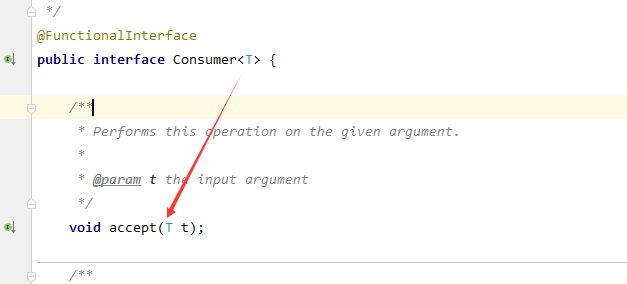 */
@FunctionalInterface
public interface Consumer<T> {
/**
* Performs this operation on the given argument.
*
* @param t the input argument
*/
void accept(T t);
/**